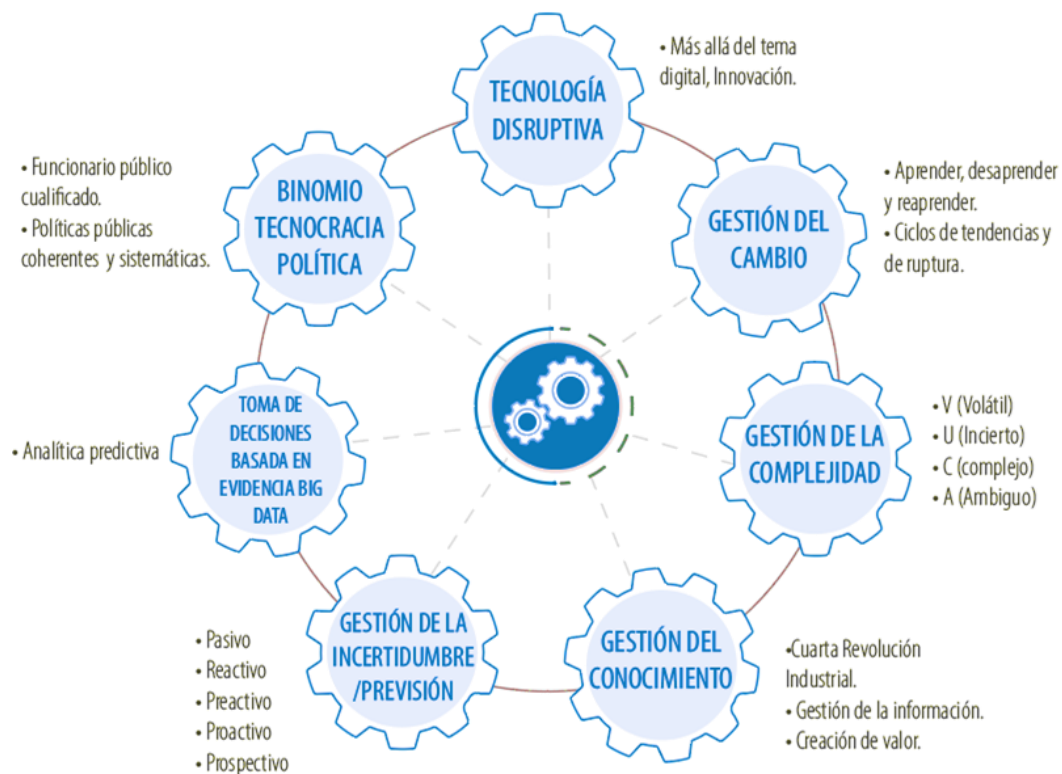 TECNOLOGÍA
DISRUPTIVA
• Más allá del tema
digital, Innovación.
GESTIÓN DEL
CAMBIO
• Aprender, desaprender
y reaprender.
• Ciclos de tendencias y
de ruptura.
GESTIÓN DE LA
COMPLEJIDAD
• V (Volátil)
• U (Incierto)
• C (complejo)
• A (Ambiguo)
GESTIÓN DEL
CONOCIMIENTO
•Cuarta Revolución
Industrial.
• Gestión de la información.
• Creación de valor.
GESTIÓN DE LA
INCERTIDUMBRE
/PREVISIÓN
• Pasivo
• Reactivo
• Preactivo
• Proactivo
• Prospectivo
TOMA DE
DECISIONES
BASADA EN
EVIDENCIA BIG
DATA
• Analítica predictiva
BINOMIO
TECNOCRACIA
POLÍTICA
• Funcionario público
cualificado.
• Políticas públicas
coherentes y sistemáticas.